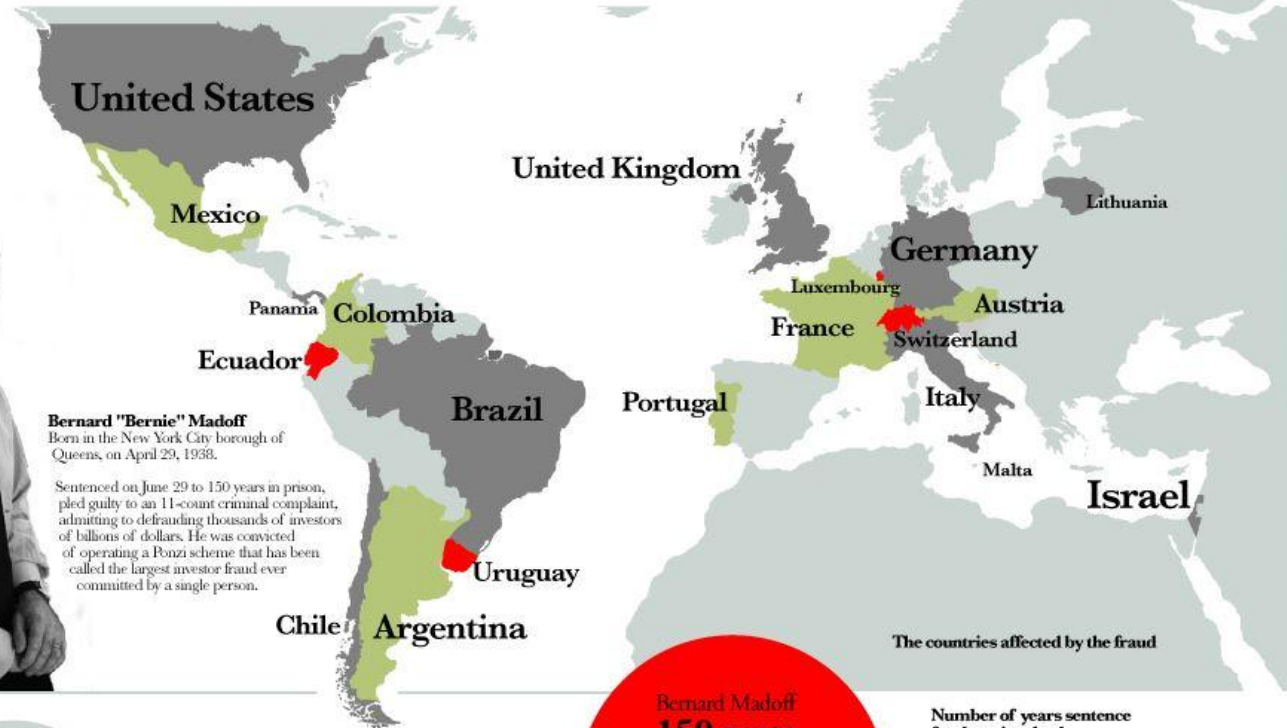 United States
United Kingdom
Mexico
Lithuania
Germany
Luxembourg
Panama
Colombia
Austria
France
Switzerland
Ecuador
Brazil
Portugal
Italy
Bernard "Bernie" Madoff
Born in the New York City borough of
Queens, on April 29, 1938.
Malta
Israel
Sentenced on June 29 to 150 years in prison,
pled guilty to an 11-count criminal complaint,
admitting to defrauding thousands of investors
of billions of dollars. He was convicted
of operating a Ponzi scheme that has been
called the largest investor fraud ever
committed by a single person.
Uruguay
Chile
Argentina
The countries affected by the fraud
Bernard Madoff
150
Number of years sentence